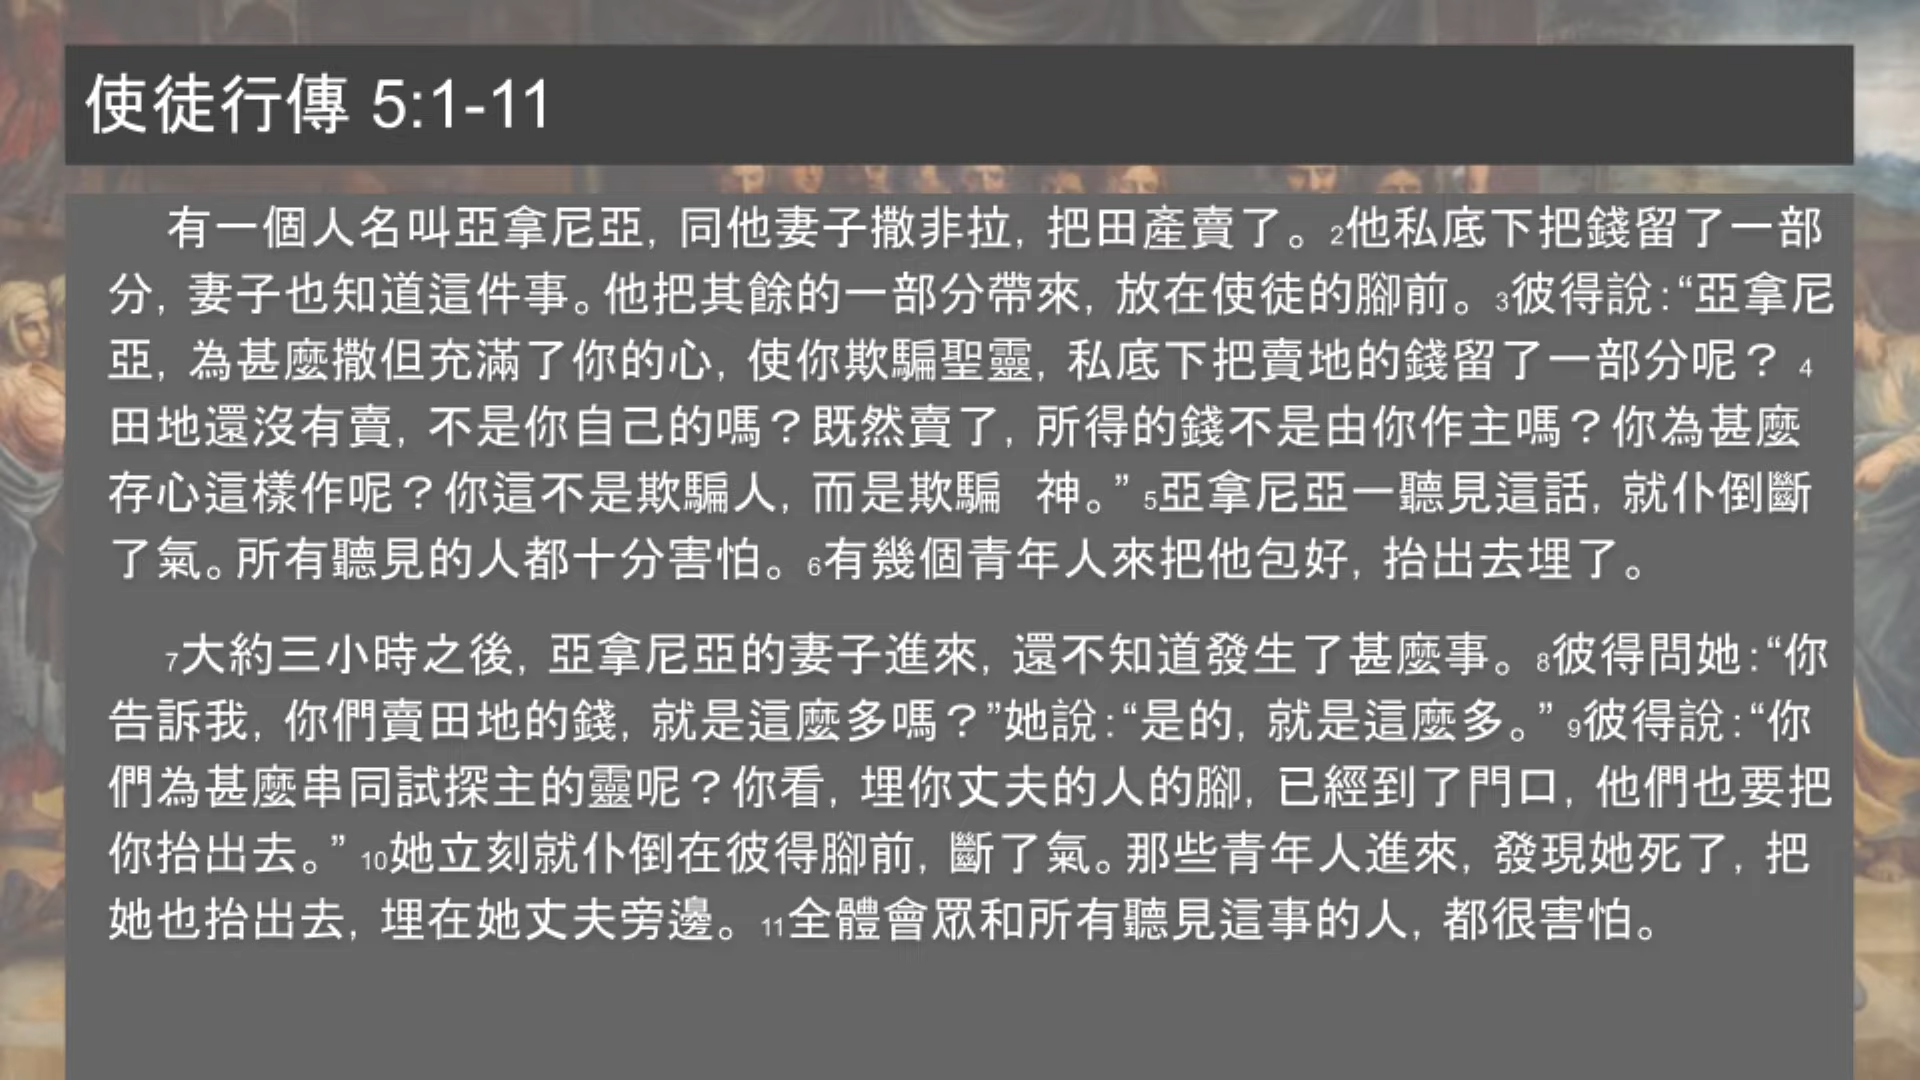 使徒行傳 5:1-11
有一個人名叫亞拿尼亞, 同他妻子撒非拉, 把田產賣了。2他私底下把錢留了一部
分, 妻子也知道這件事。他把其餘的一部分帶來, 放在使徒的腳前。3彼得說:“亞拿尼
亞, 為甚麼撒但充滿了你的心, 使你欺騙聖靈, 私底下把賣地的錢留了一部分呢？ 4
田地還沒有賣, 不是你自己的嗎？既然賣了, 所得的錢不是由你作主嗎？你為甚麼
存心這樣作呢？你這不是欺騙人, 而是欺騙　神。” 5亞拿尼亞一聽見這話, 就仆倒斷
了氣。所有聽見的人都十分害怕。6有幾個青年人來把他包好, 抬出去埋了。
7大約三小時之後, 亞拿尼亞的妻子進來, 還不知道發生了甚麼事。8彼得問她:“你
告訴我, 你們賣田地的錢, 就是這麼多嗎？”她說:“是的, 就是這麼多。” 9彼得說:“你
們為甚麼串同試探主的靈呢？你看, 埋你丈夫的人的腳, 已經到了門口, 他們也要把
你抬出去。” 10她立刻就仆倒在彼得腳前, 斷了氣。那些青年人進來, 發現她死了, 把
她也抬出去, 埋在她丈夫旁邊。11全體會眾和所有聽見這事的人, 都很害怕。